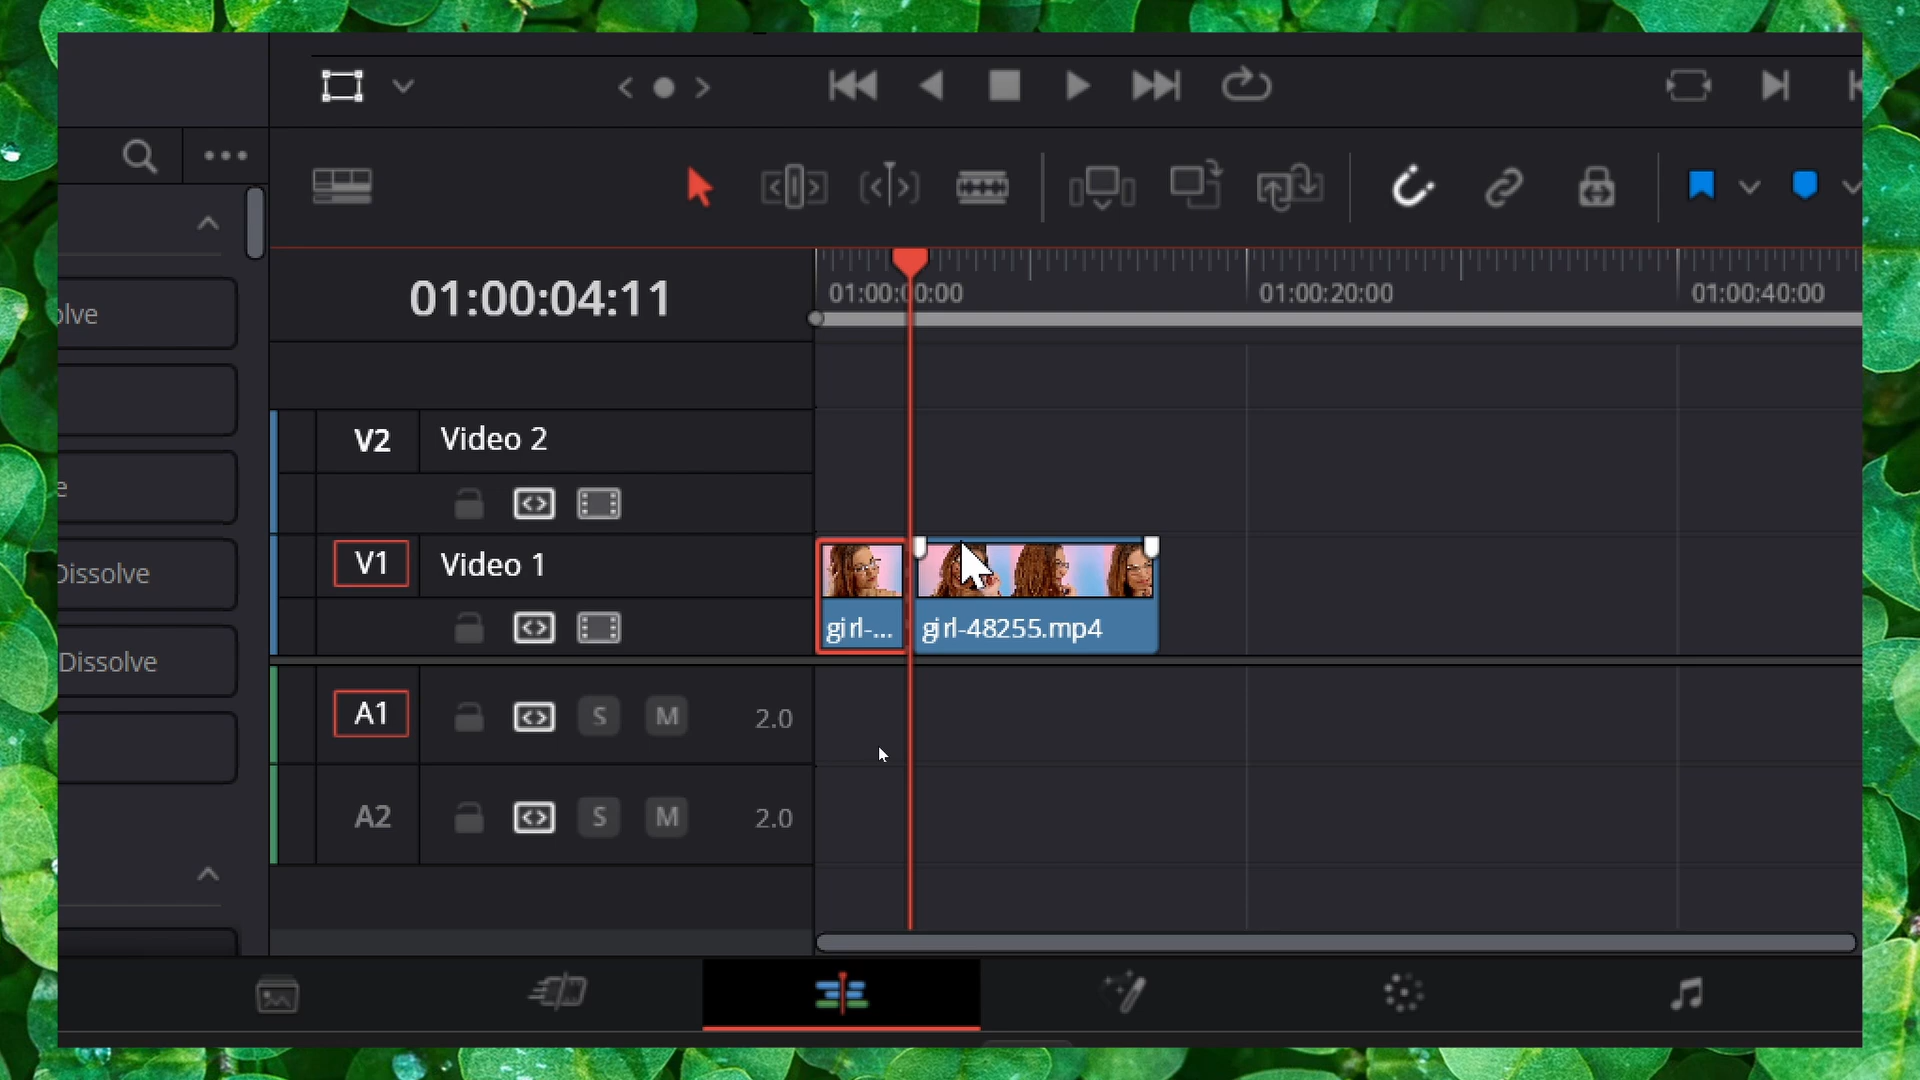 01:00:04:11
01:00:00:00
01:00:20:00
01:00:40:00
olve
e
Dissolve
Dissolve
V2 Video 2
V1 Video 1
girl-...
girl-48255.mp4
A1 S M 2.0
A2 S M 2.0